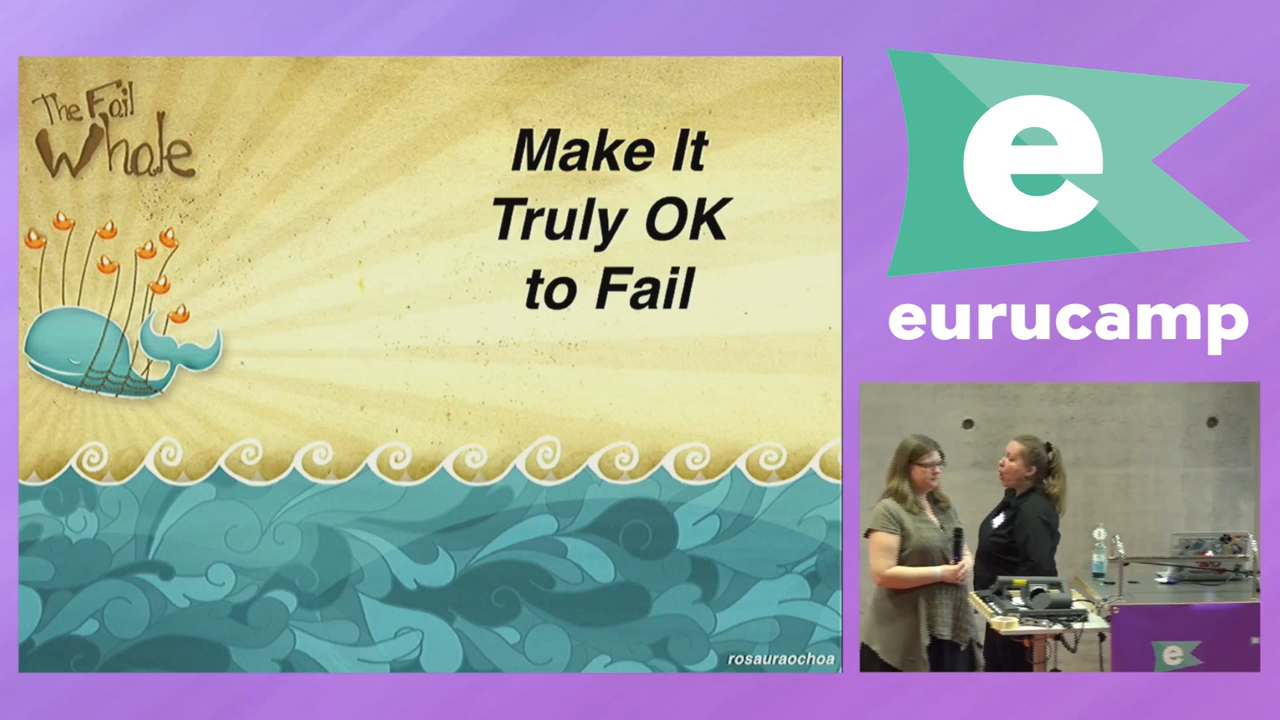 The Fail
Whale
Make It
Truly OK
to Fail
rosauraochoa
e
eurucamp
e